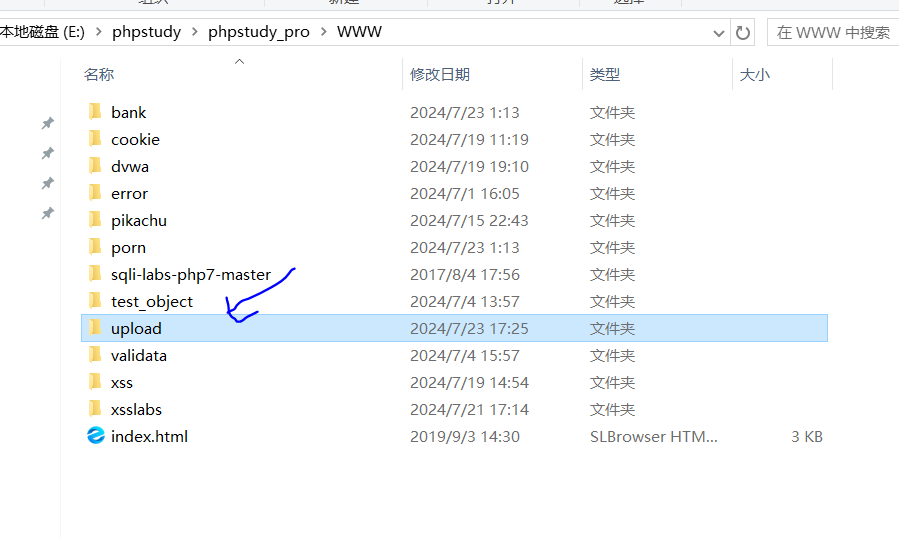 本地磁盘 (E:) > phpstudy > phpstudy_pro > WWW
在 WWW 中搜索
名称 修改日期 类型 大小
bank 2024/7/23 1:13 文件夹
cookie 2024/7/19 11:19 文件夹
dvwa 2024/7/19 19:10 文件夹
error 2024/7/1 16:05 文件夹
pikachu 2024/7/15 22:43 文件夹
porn 2024/7/23 1:13 文件夹
sqli-labs-php7-master 2017/8/4 17:56 文件夹
test_object 2024/7/4 13:57 文件夹
upload 2024/7/23 17:25 文件夹
validata 2024/7/4 15:57 文件夹
xss 2024/7/19 14:54 文件夹
xsslabs 2024/7/21 17:14 文件夹
index.html 2019/9/3 14:30 SLBrowser HTM... 3 KB